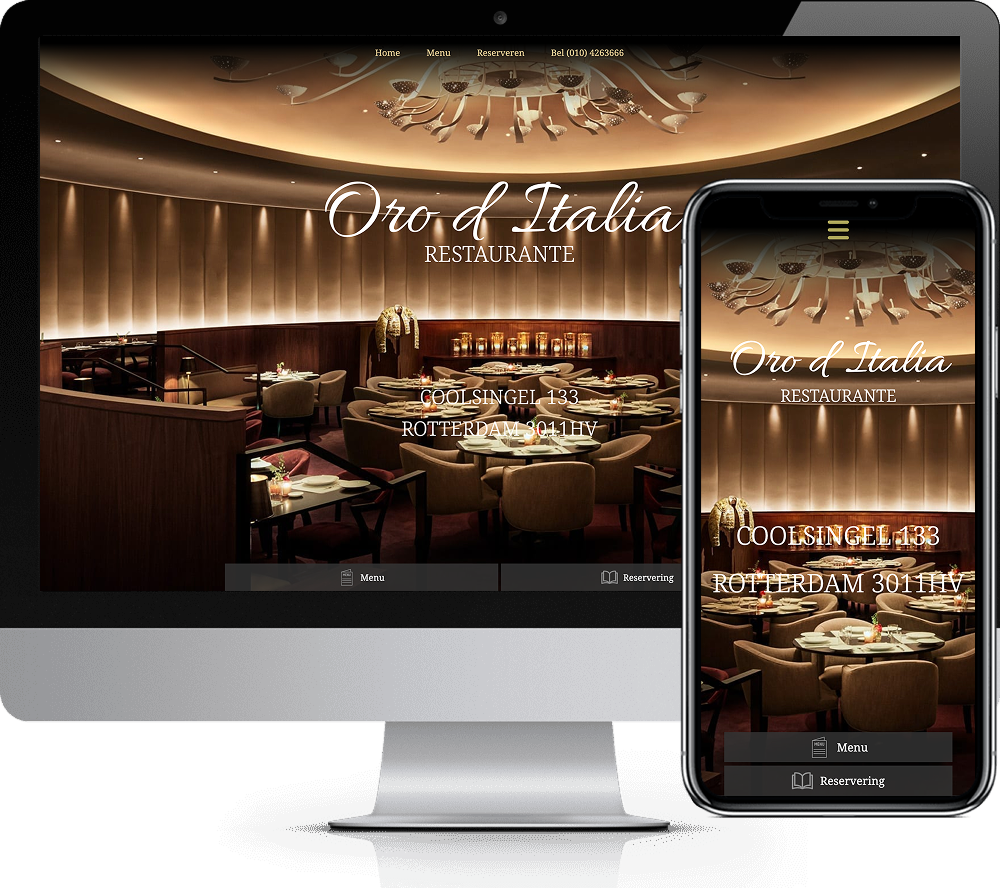 Home Menu Reserveren Bel (010) 4263666
Oro d Italia
RESTAURANTE
COOLSINGEL 133
ROTTERDAM 3011HV
Menu Reservering
Oro d Italia
RESTAURANTE
COOLSINGEL 133
ROTTERDAM 3011HV
MENU Menu
Reservering